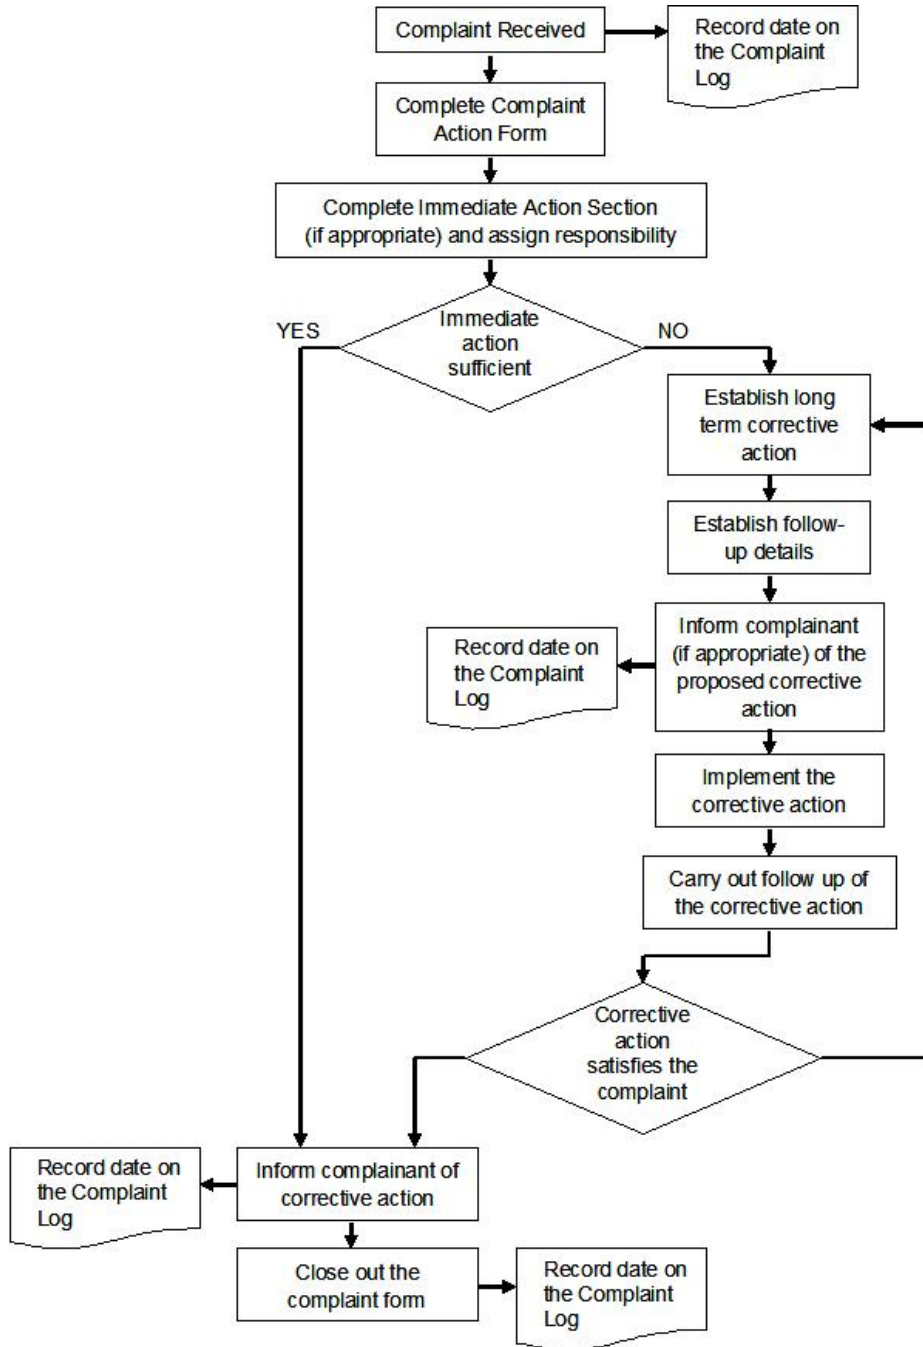 Complaint Received
Record date on
the Complaint
Log
Complete Complaint
Action Form
Complete Immediate Action Section
(if appropriate) and assign responsibility
Immediate
action
sufficient
YES
NO
Establish long
term corrective
action
Establish follow-
up details
Inform complainant
(if appropriate) of the
proposed corrective
action
Record date on
the Complaint
Log
Implement the
corrective action
Carry out follow up of
the corrective action
Corrective
action
satisfies the
complaint
Inform complainant of
corrective action
Record date on
the Complaint
Log
Close out the
complaint form
Record date on
the Complaint
Log